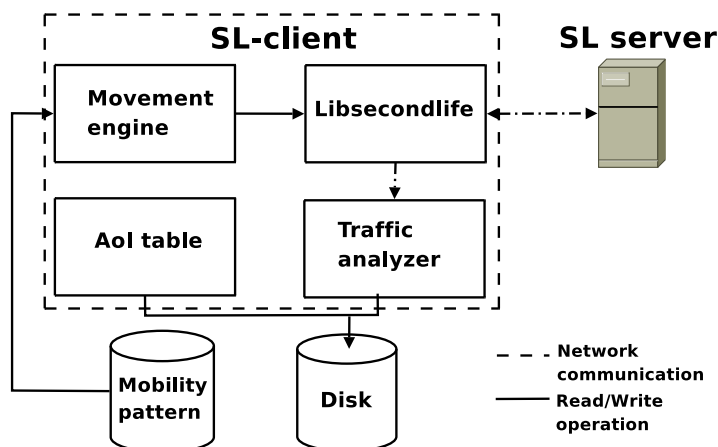 SL-client
SL server
Movement
engine
Libsecondlife
AoI table
Traffic
analyzer
Mobility
pattern
Disk
Network
communication
Read/Write
operation